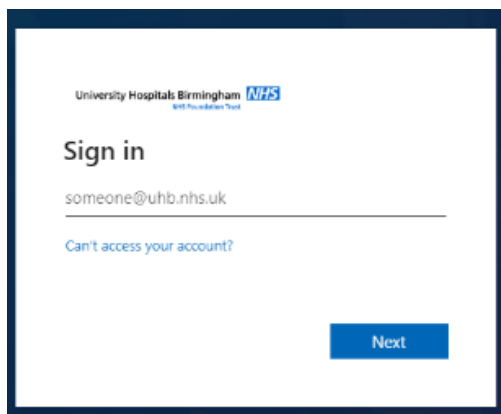 University Hospitals Birmingham NHS
NHS Foundation Trust
Sign in
someone@uhb.nhs.uk
Can't access your account?
Next